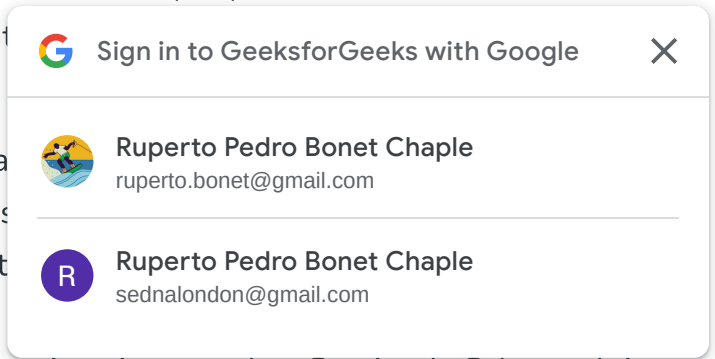 Sign in to GeeksforGeeks with Google
Ruperto Pedro Bonet Chaple
ruperto.bonet@gmail.com
R
Ruperto Pedro Bonet Chaple
sednalondon@gmail.com